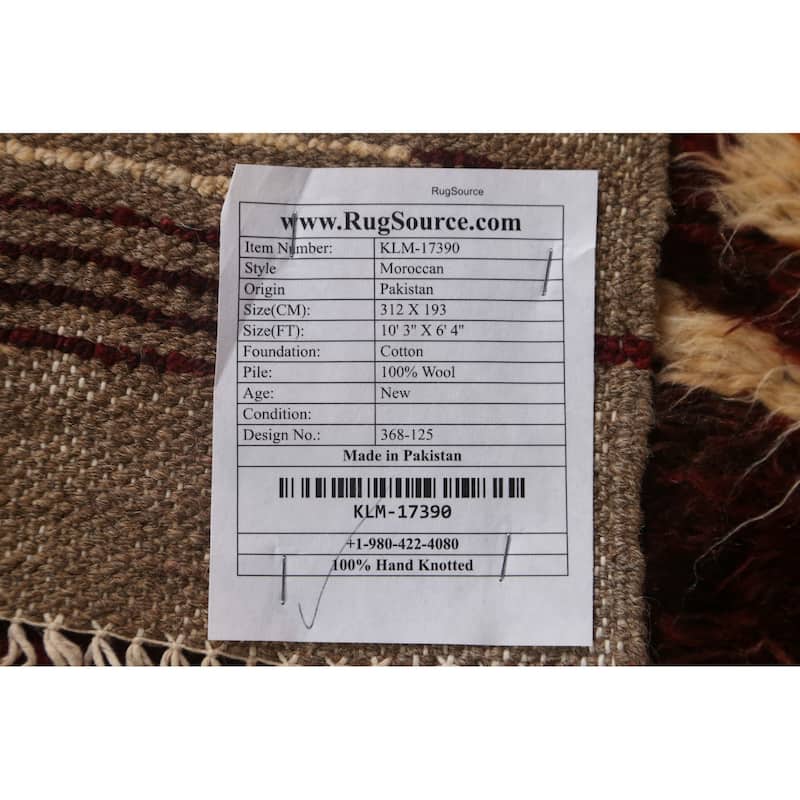 RugSource
www.RugSource.com
Item Number: KLM-17390
Style Moroccan
Origin Pakistan
Size(CM): 312 X 193
Size(FT): 10' 3" X 6' 4"
Foundation: Cotton
Pile: 100% Wool
Age: New
Condition:
Design No.: 368-125
Made in Pakistan
KLM-17390
+1-980-422-4080
100% Hand Knotted